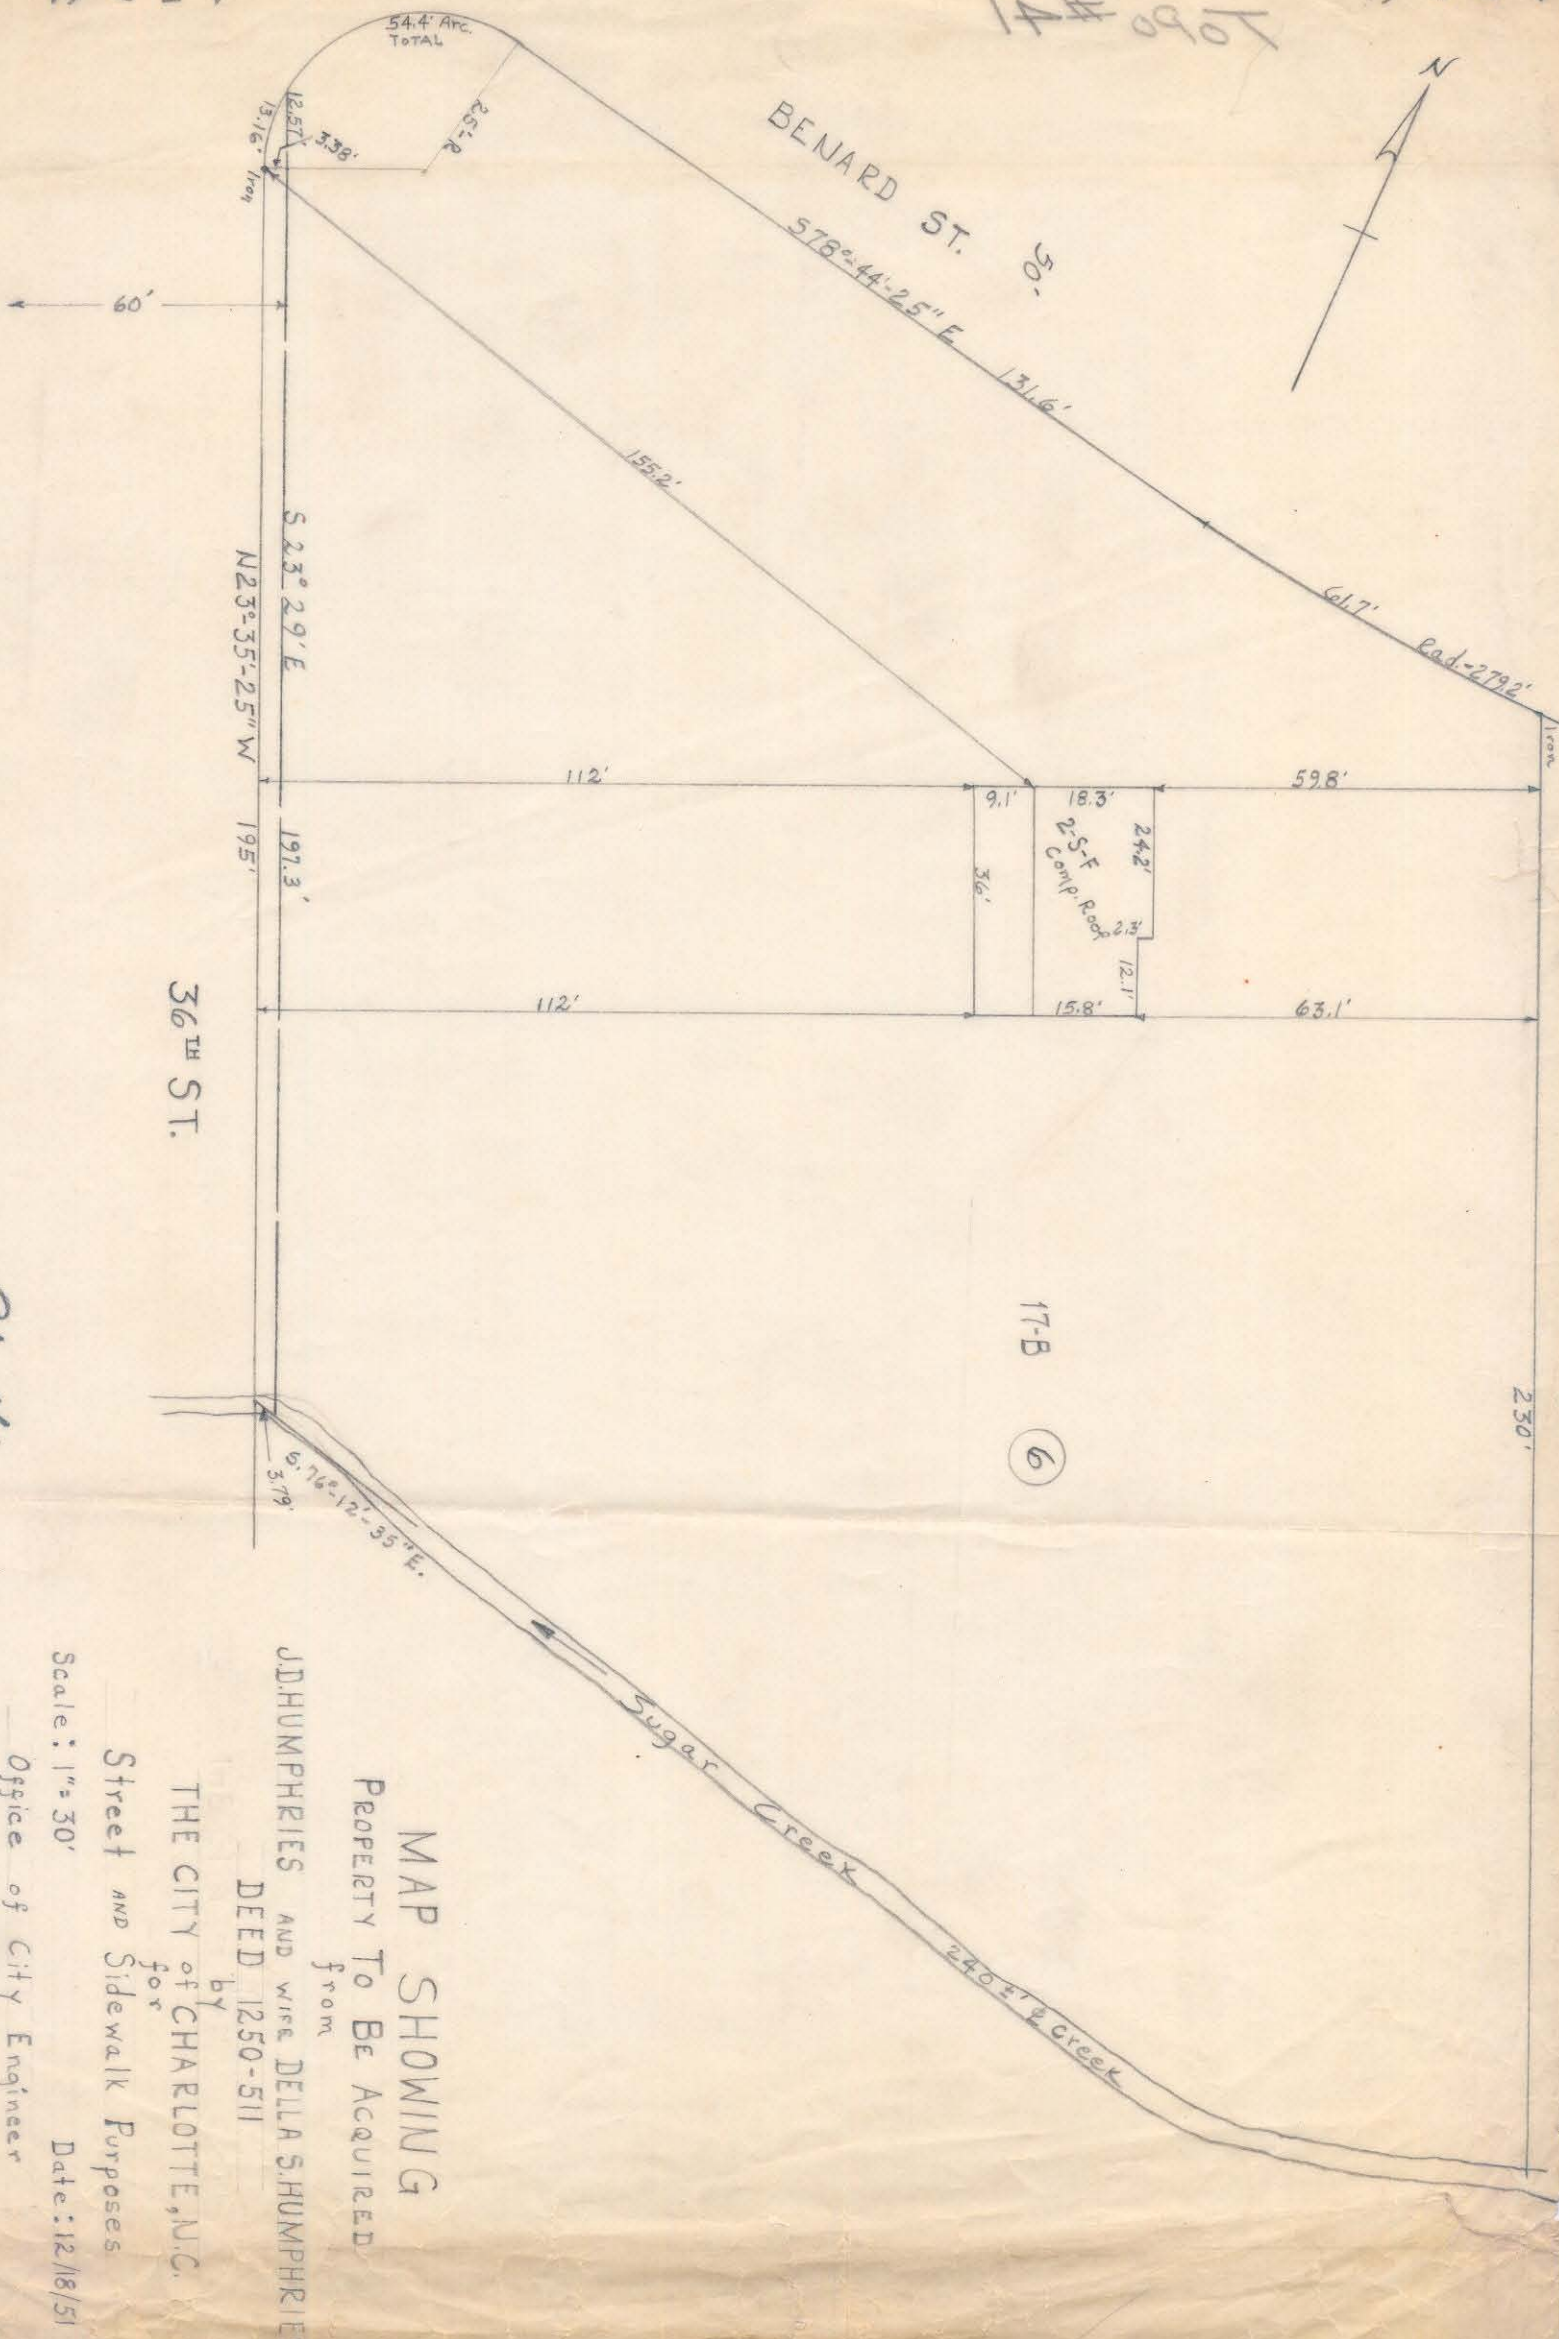 Topo #41
54.4' Arc.
TOTAL
25'-R
12.57'
3.38'
13.16'
Iron
60'
BENARD ST. 50'
S78°-44'-25" E
131.6'
61.7'
Rad.-279.2'
Iron
N
155.2'
S 23° 29' E 197.3'
N23°-35'-25" W 195'
36TH ST.
112'
9.1'
18.3'
59.8'
24.2'
2-S-F
Comp. Roof
36'
2.3'
12.1'
112'
15.8'
63.1'
17-B 6
230'
3.79'
S.76°-12'-35" E.
Sugar Creek
240±' ℄ Creek
MAP SHOWING
PROPERTY TO BE ACQUIRED
from
J.D. HUMPHRIES AND WIFE DELLA S. HUMPHRIE
DEED 1250-511
by
THE CITY of CHARLOTTE, N.C.
for
Street AND Sidewalk Purposes
Scale: 1"=30' Date: 12/18/51
Office of City Engineer